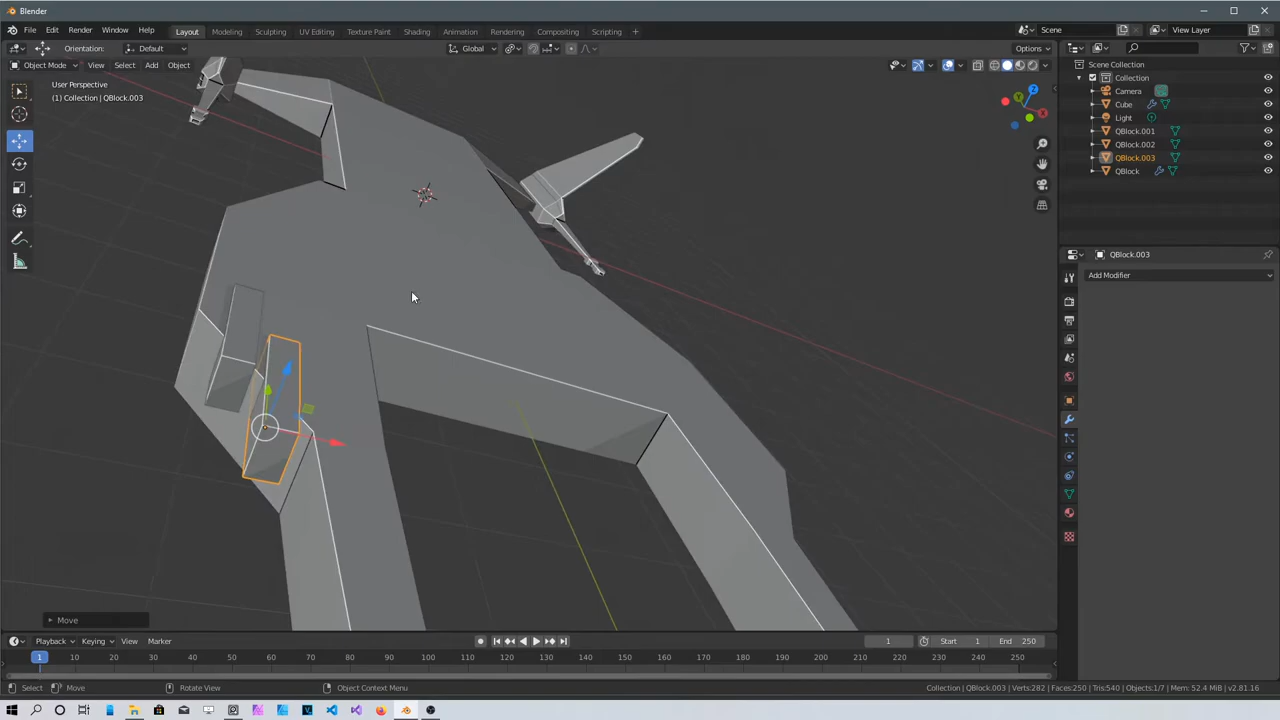 Blender
File Edit Render Window Help Layout Modeling Sculpting UV Editing Texture Paint Shading Animation Rendering Compositing Scripting + Scene View Layer
Orientation: Default Global Options
Object Mode View Select Add Object
User Perspective
(1) Collection | QBlock.003
Scene Collection
Collection
Camera
Cube
Light
QBlock.001
QBlock.002
QBlock.003
QBlock
QBlock.003
Add Modifier
Z
Y
X
Move
Playback Keying View Marker 1 Start 1 End 250
1 10 20 30 40 50 60 70 80 90 100 110 120 130 140 150 160 170 180 190 200 210 220 230 240 250
Select Move Rotate View Object Context Menu Collection | QBlock.003 | Verts:282 | Faces:250 | Tris:540 | Objects:1/7 | Mem: 52.4 MiB | v2.81.16